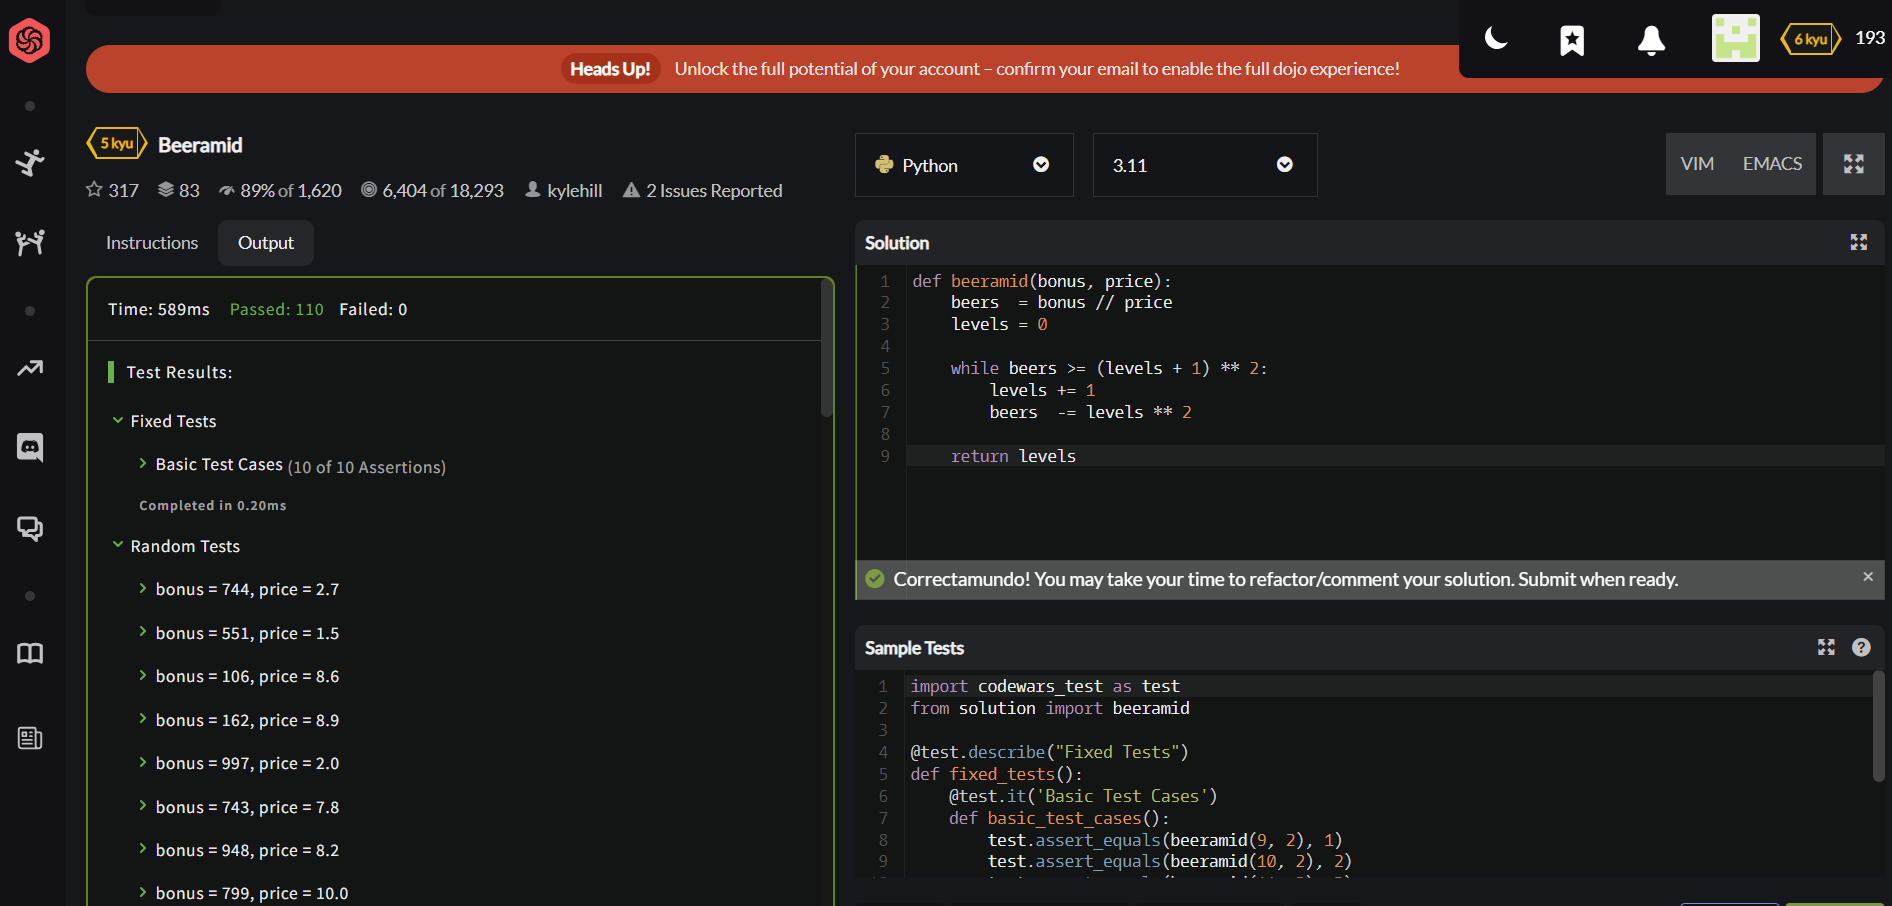 Heads Up! Unlock the full potential of your account – confirm your email to enable the full dojo experience!
6 kyu 193
5 kyu Beeramid
317 83 89% of 1,620 6,404 of 18,293 kylehill 2 Issues Reported
Instructions Output
Time: 589ms Passed: 110 Failed: 0
Test Results:
Fixed Tests
Basic Test Cases (10 of 10 Assertions)
Completed in 0.20ms
Random Tests
bonus = 744, price = 2.7
bonus = 551, price = 1.5
bonus = 106, price = 8.6
bonus = 162, price = 8.9
bonus = 997, price = 2.0
bonus = 743, price = 7.8
bonus = 948, price = 8.2
bonus = 799, price = 10.0
Python 3.11 VIM EMACS
Solution
1 def beeramid(bonus, price):
2     beers  = bonus // price
3     levels = 0
4
5     while beers >= (levels + 1) ** 2:
6         levels += 1
7         beers  -= levels ** 2
8
9     return levels
Correctamundo! You may take your time to refactor/comment your solution. Submit when ready.
Sample Tests
1 import codewars_test as test
2 from solution import beeramid
3
4 @test.describe("Fixed Tests")
5 def fixed_tests():
6     @test.it('Basic Test Cases')
7     def basic_test_cases():
8         test.assert_equals(beeramid(9, 2), 1)
9         test.assert_equals(beeramid(10, 2), 2)